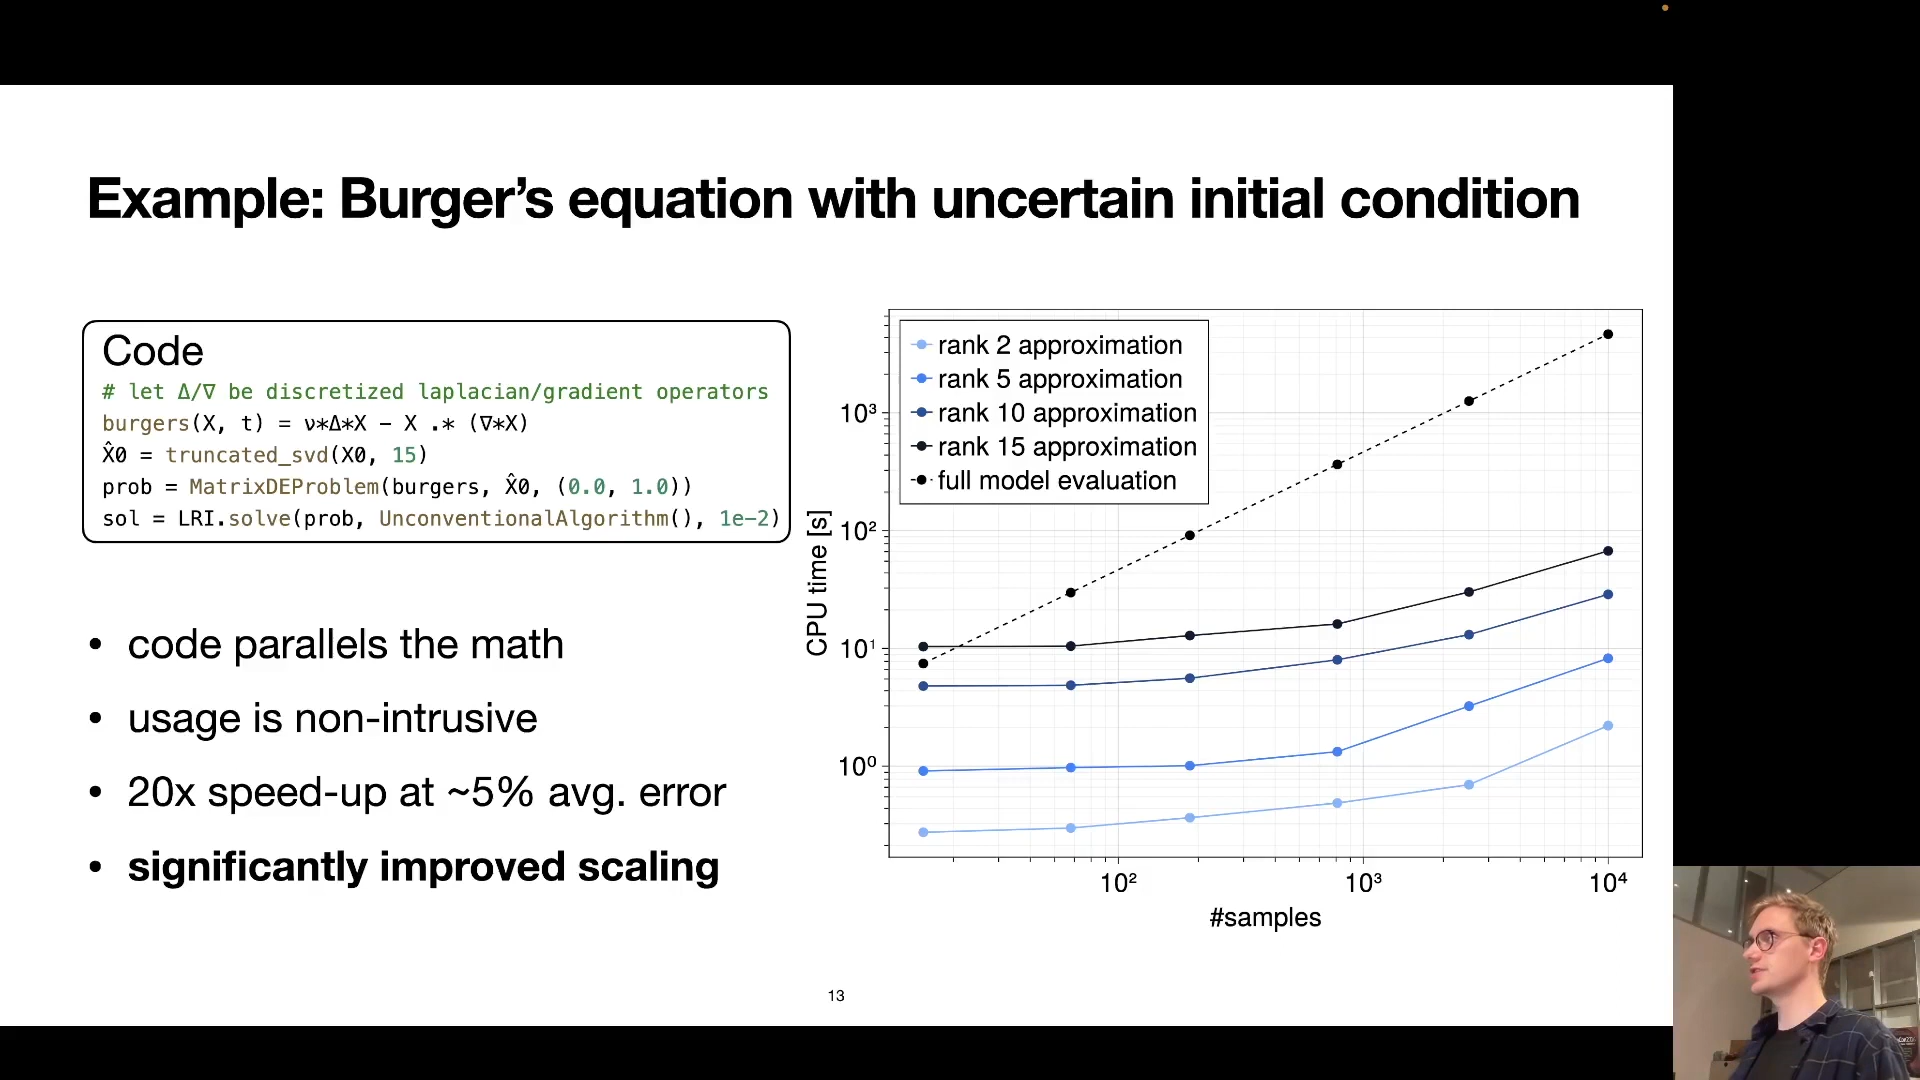 Example: Burger’s equation with uncertain initial condition
Code
# let Δ/∇ be discretized laplacian/gradient operators
burgers(X, t) = ν*Δ*X − X .* (∇*X)
X̂0 = truncated_svd(X0, 15)
prob = MatrixDEProblem(burgers, X̂0, (0.0, 1.0))
sol = LRI.solve(prob, UnconventionalAlgorithm(), 1e−2)
• code parallels the math
• usage is non-intrusive
• 20x speed-up at ~5% avg. error
• significantly improved scaling
rank 2 approximation
rank 5 approximation
rank 10 approximation
rank 15 approximation
full model evaluation
CPU time [s]
10³
10²
10¹
10⁰
10² 10³ 10⁴
#samples
13